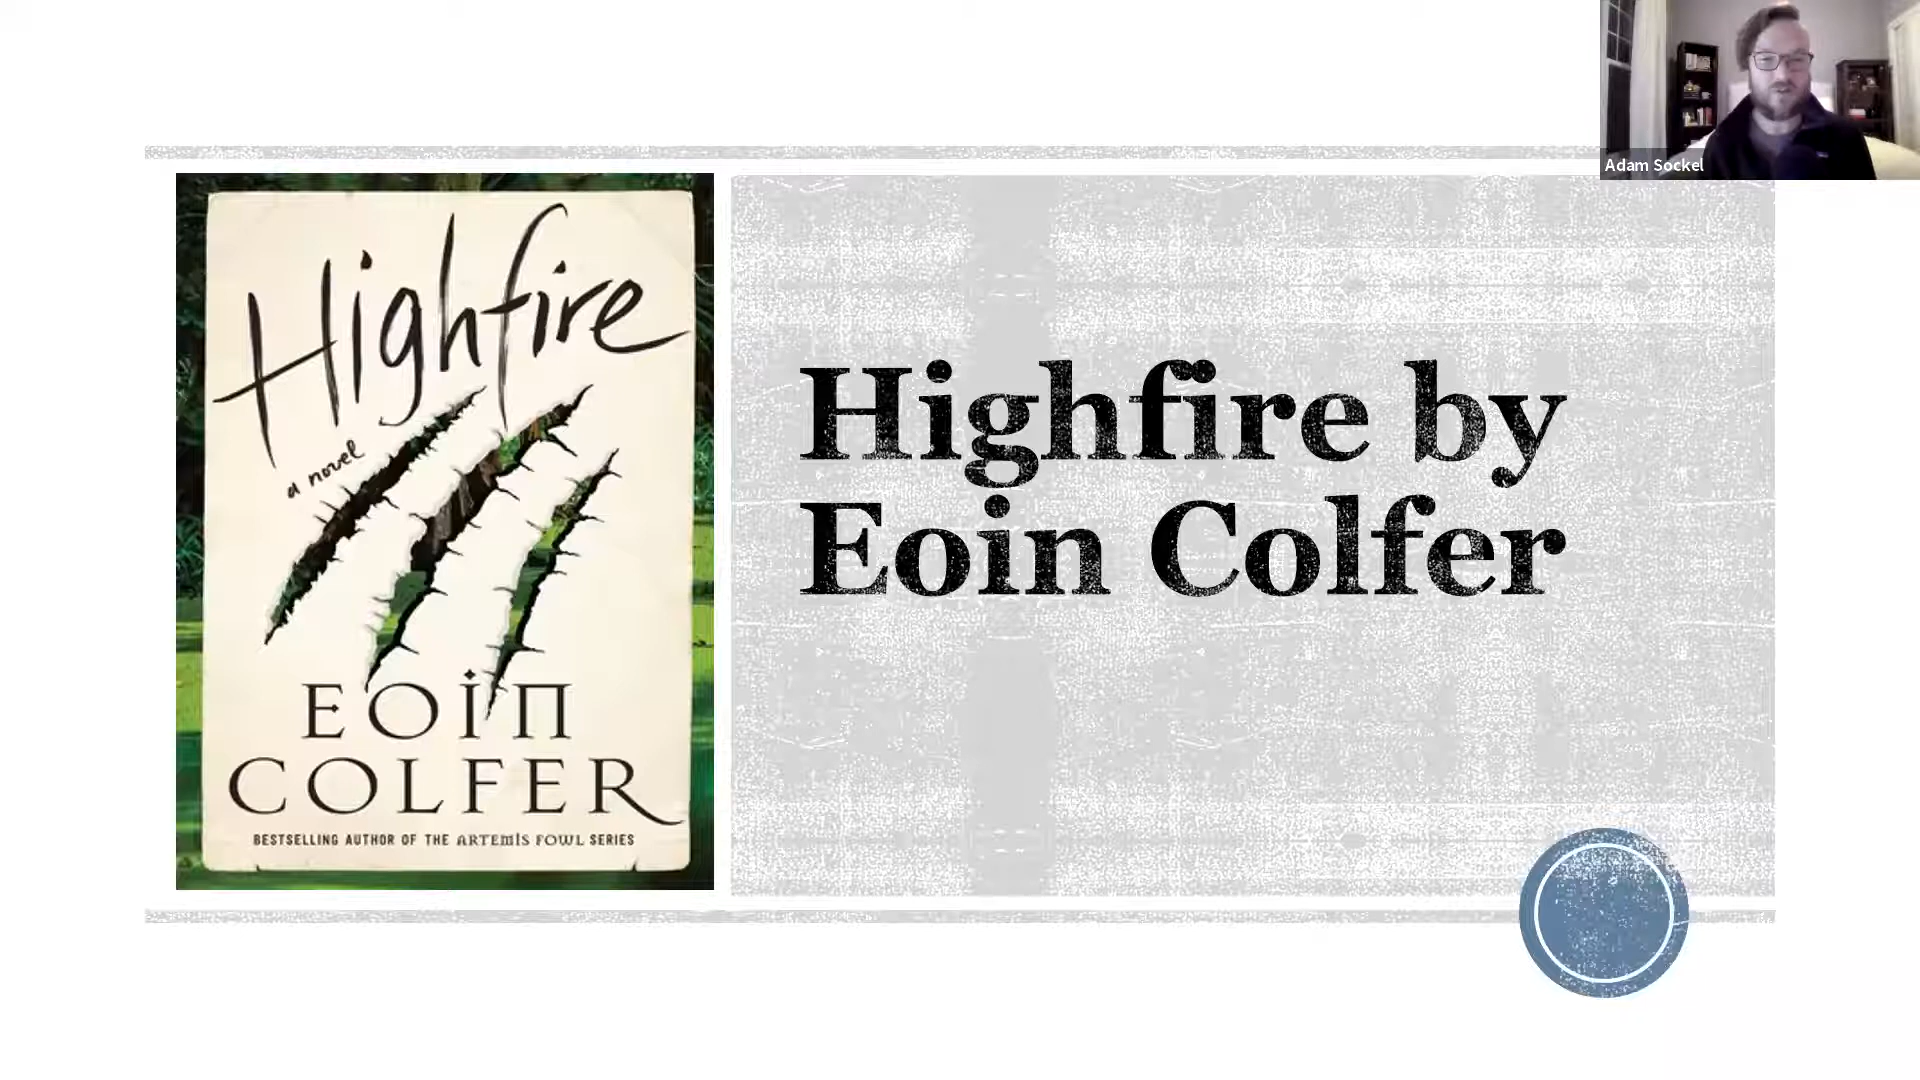 Adam Sockel
Highfire
a novel
EOIN
COLFER
BESTSELLING AUTHOR OF THE ARTEMIS FOWL SERIES
Highfire by
Eoin Colfer